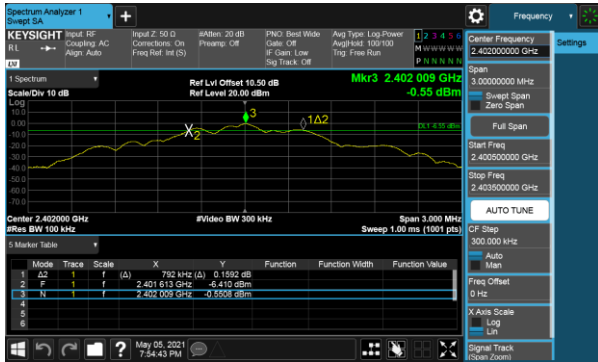 Spectrum Analyzer 1
Swept SA
Frequency
KEYSIGHT Input: RF Input Z: 50 Ω #Atten: 20 dB PNO: Best Wide Avg Type: Log-Power 1 2 3 4 5 6
RL Coupling: AC Corrections: On Preamp: Off Gate: Off Avg|Hold: 100/100 M W W W W W
Align: Auto Freq Ref: Int (S) IF Gain: Low Trig: Free Run
Sig Track: Off P N N N N N
Center Frequency
2.402000000 GHz
Settings
1 Spectrum
Scale/Div 10 dB
Ref Lvl Offset 10.50 dB
Ref Level 20.00 dBm
Mkr3 2.402 009 GHz
-0.55 dBm
Span
3.00000000 MHz
Swept Span
Zero Span
Full Span
Start Freq
2.400500000 GHz
Stop Freq
2.403500000 GHz
AUTO TUNE
CF Step
300.000 kHz
Auto
Man
Freq Offset
0 Hz
X Axis Scale
Log
Lin
Signal Track
(Span Zoom)
Log
10.0
0.00
-10.0
-20.0
-30.0
-40.0
-50.0
-60.0
-70.0
2
3
1Δ2
DL1 -6.55 dBm
Center 2.402000 GHz #Video BW 300 kHz Span 3.000 MHz
#Res BW 100 kHz Sweep 1.00 ms (1001 pts)
5 Marker Table
Mode Trace Scale X Y Function Function Width Function Value
1 Δ2 1 f (Δ) 792 kHz (Δ) 0.1592 dB
2 F 1 f 2.401 613 GHz -6.410 dBm
3 N 1 f 2.402 009 GHz -0.5508 dBm
4
5
6
? May 05, 2021
7:54:43 PM